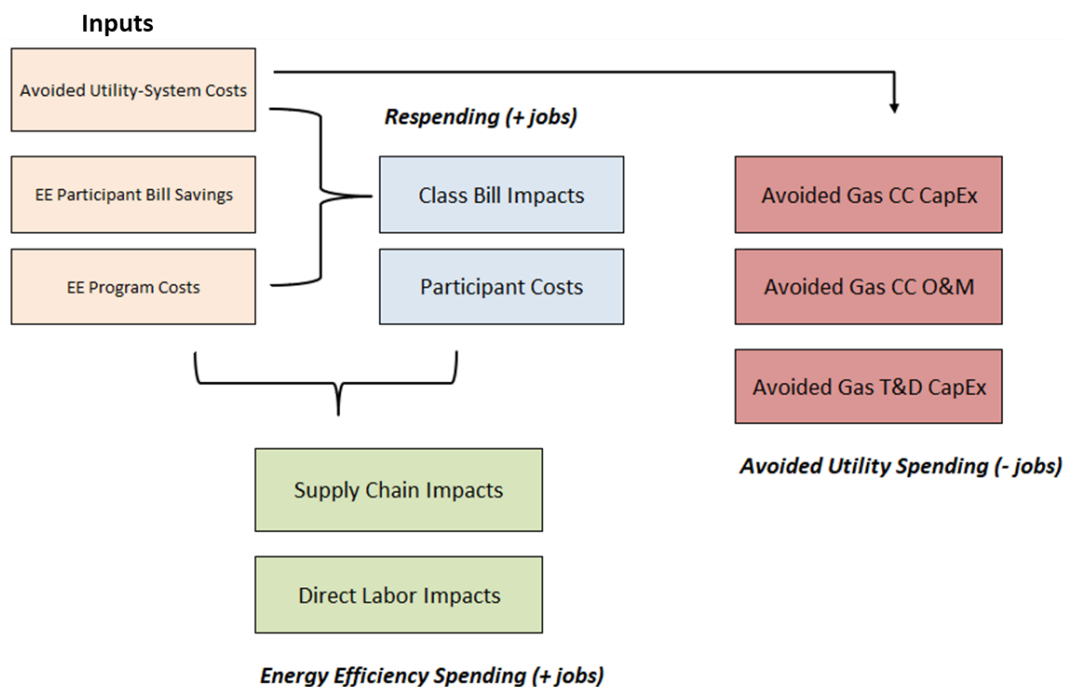 Inputs
Avoided Utility-System Costs
EE Participant Bill Savings
EE Program Costs
Respending (+ jobs)
Class Bill Impacts
Participant Costs
Avoided Gas CC CapEx
Avoided Gas CC O&M
Avoided Gas T&D CapEx
Avoided Utility Spending (- jobs)
Supply Chain Impacts
Direct Labor Impacts
Energy Efficiency Spending (+ jobs)